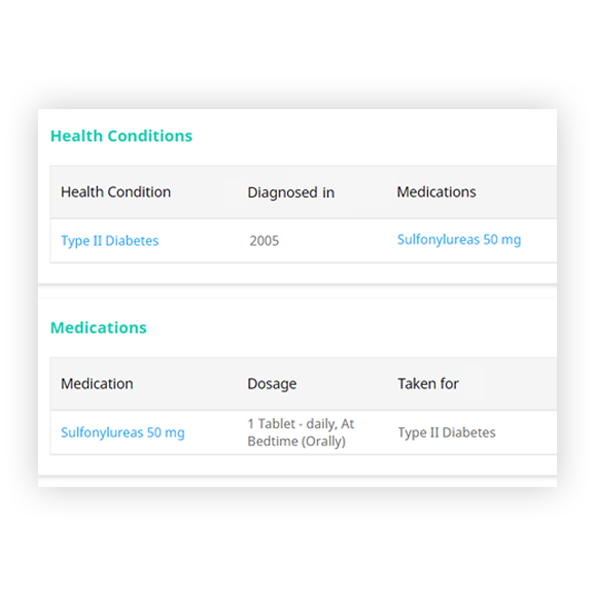 Health Conditions
Health Condition Diagnosed in Medications
Type II Diabetes 2005 Sulfonylureas 50 mg
Medications
Medication Dosage Taken for
Sulfonylureas 50 mg 1 Tablet - daily, At Type II Diabetes
Bedtime (Orally)